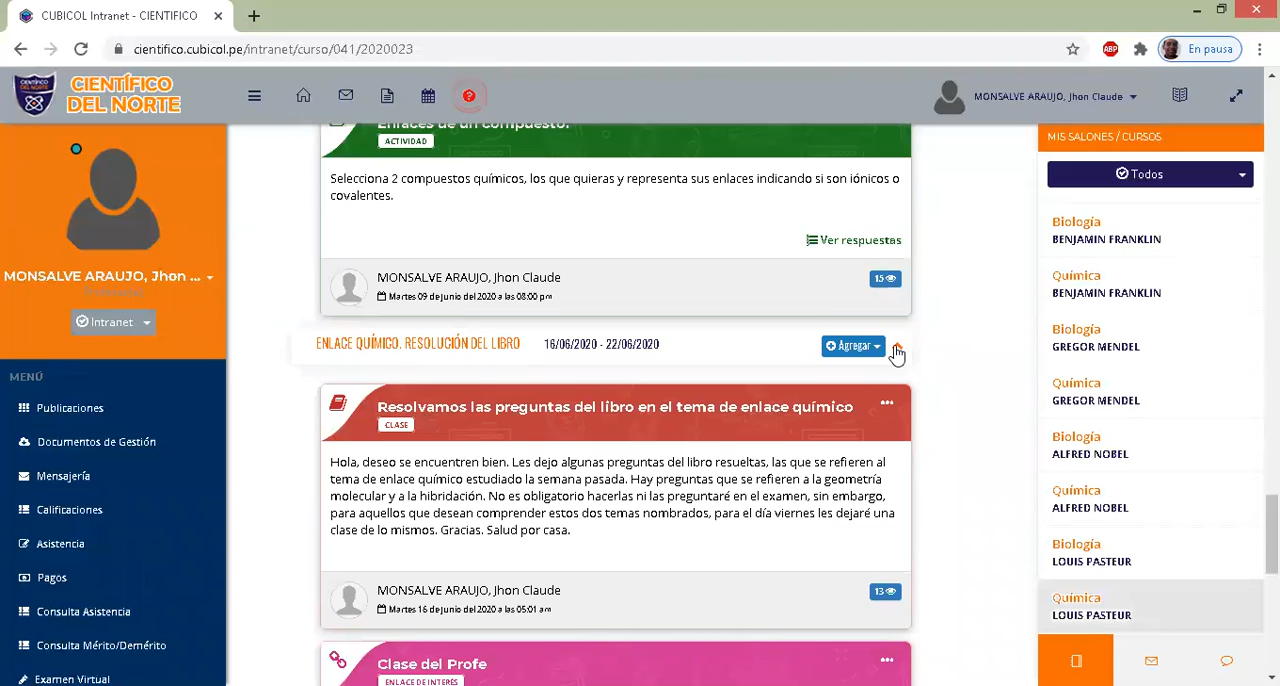 CUBICOL Intranet - CIENTIFICO
cientifico.cubicol.pe/intranet/curso/041/2020023
ABP
En pausa
CIENTÍFICO
DEL NORTE
MONSALVE ARAUJO, Jhon Claude
MONSALVE ARAUJO, Jhon ...
Intranet
MENÚ
Publicaciones
Documentos de Gestión
Mensajería
Calificaciones
Asistencia
Pagos
Consulta Asistencia
Consulta Mérito/Demérito
Examen Virtual
Enlaces de un compuesto.
ACTIVIDAD
Selecciona 2 compuestos químicos, los que quieras y representa sus enlaces indicando si son iónicos o
covalentes.
Ver respuestas
MONSALVE ARAUJO, Jhon Claude
15
Martes 09 de junio del 2020 a las 08:00 pm
ENLACE QUÍMICO. RESOLUCIÓN DEL LIBRO 16/06/2020 - 22/06/2020
Agregar
Resolvamos las preguntas del libro en el tema de enlace químico
CLASE
Hola, deseo se encuentren bien. Les dejo algunas preguntas del libro resueltas, las que se refieren al
tema de enlace químico estudiado la semana pasada. Hay preguntas que se refieren a la geometría
molecular y a la hibridación. No es obligatorio hacerlas ni las preguntaré en el examen, sin embargo,
para aquellos que desean comprender estos dos temas nombrados, para el día viernes les dejaré una
clase de lo mismos. Gracias. Salud por casa.
MONSALVE ARAUJO, Jhon Claude
13
Martes 16 de junio del 2020 a las 05:01 am
Clase del Profe
ENLACE DE INTERÉS
MIS SALONES / CURSOS
Todos
Biología
BENJAMIN FRANKLIN
Química
BENJAMIN FRANKLIN
Biología
GREGOR MENDEL
Química
GREGOR MENDEL
Biología
ALFRED NOBEL
Química
ALFRED NOBEL
Biología
LOUIS PASTEUR
Química
LOUIS PASTEUR